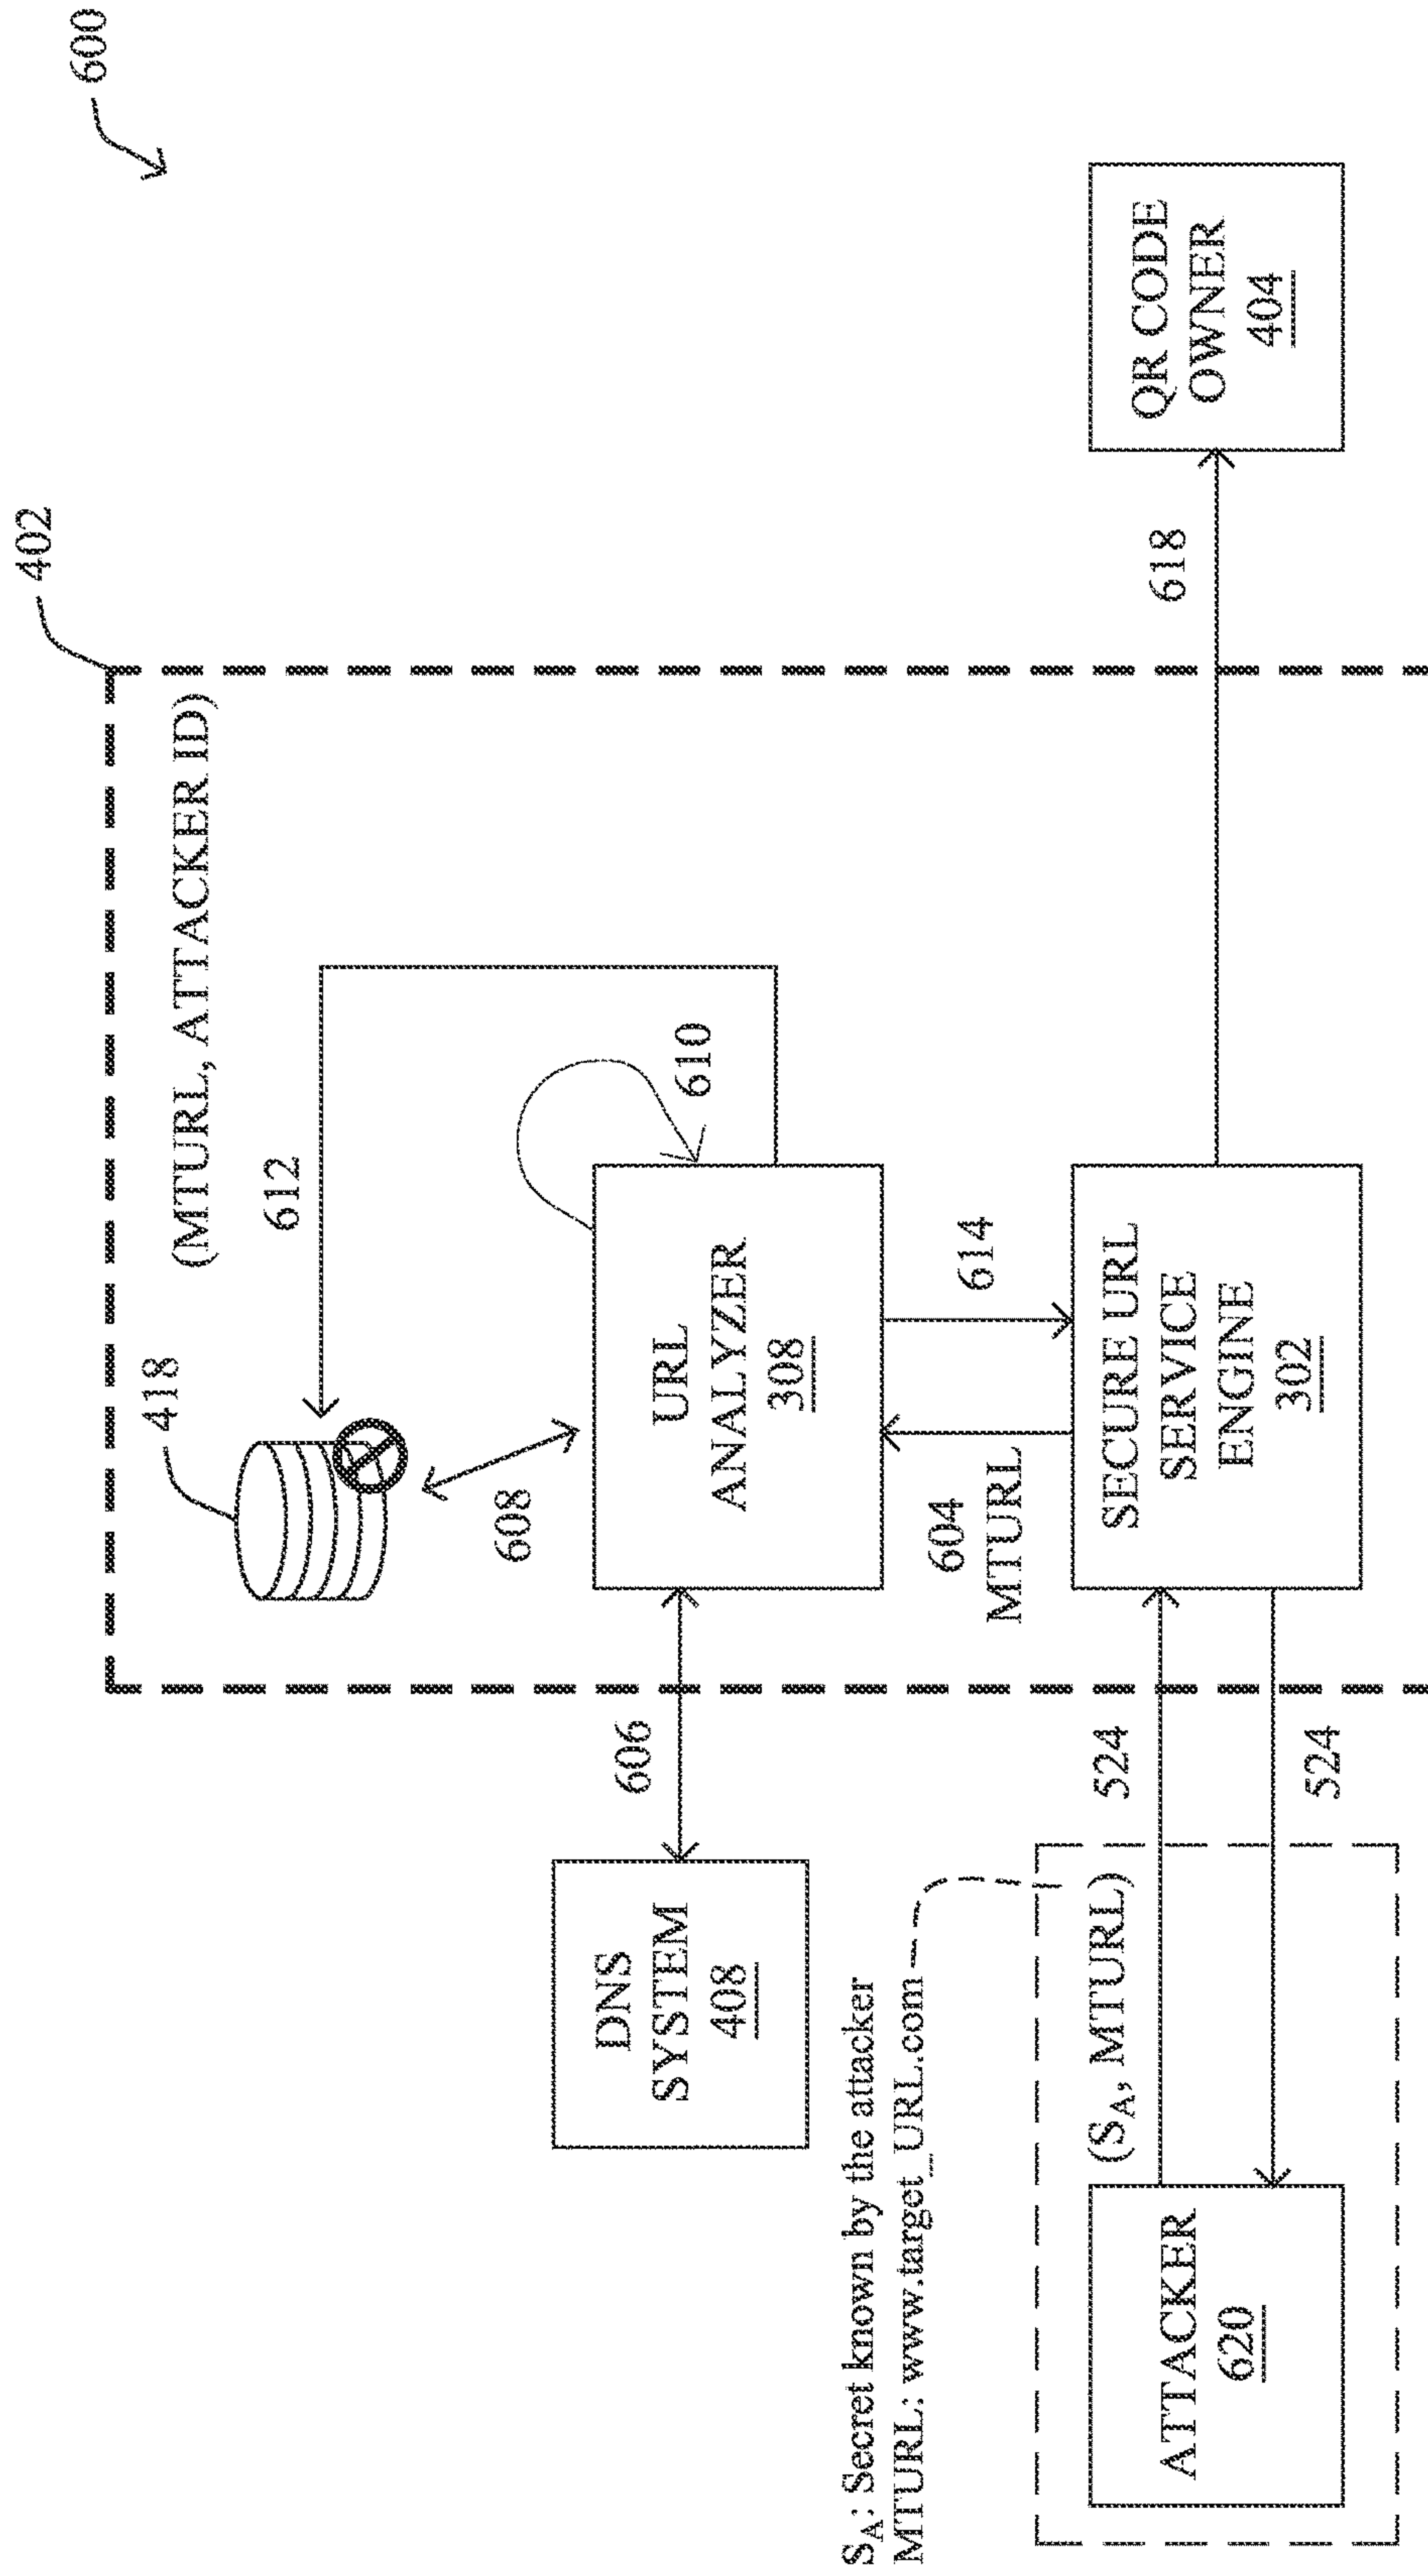 600
402
(MTURL, ATTACKER ID)
418
612
608
610
URL
ANALYZER
308
606
DNS
SYSTEM
408
604
MTURL
614
SECURE URL
SERVICE
ENGINE
302
618
QR CODE
OWNER
404
S_A: Secret known by the attacker
MTURL: www.target_URL.com
(S_A, MTURL)
524
524
ATTACKER
620